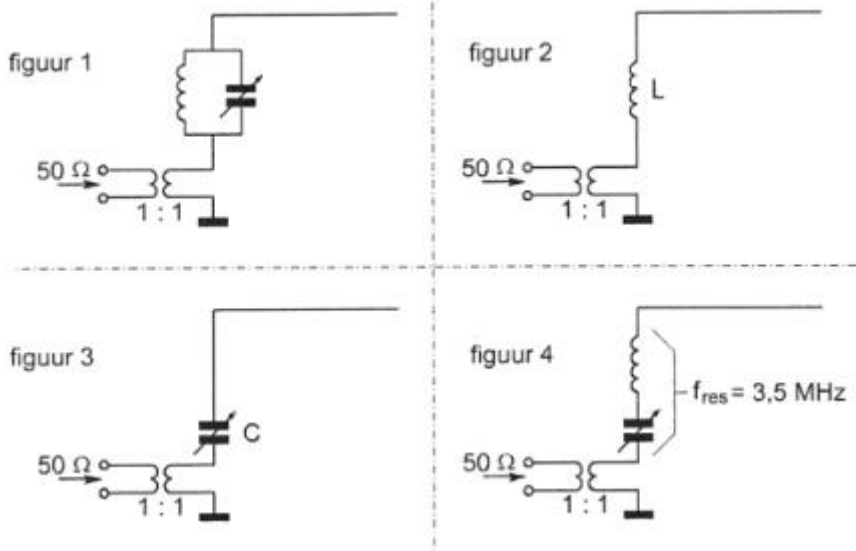 figuur 1
50 Ω
1 : 1
figuur 2
L
50 Ω
1 : 1
figuur 3
C
50 Ω
1 : 1
figuur 4
fres = 3,5 MHz
50 Ω
1 : 1